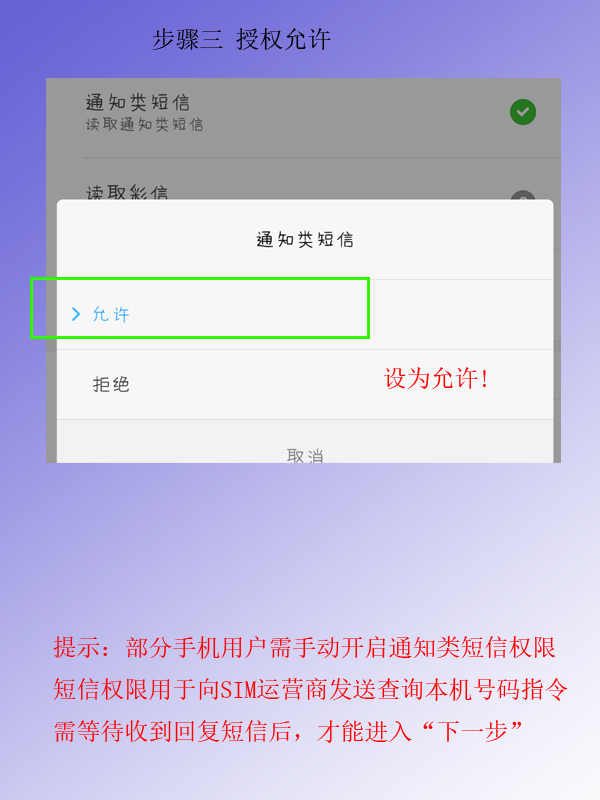 步骤三 授权允许
通知类短信
读取通知类短信
读取彩信
通知类短信
允许
拒绝
设为允许!
取消
提示：部分手机用户需手动开启通知类短信权限
短信权限用于向SIM运营商发送查询本机号码指令
需等待收到回复短信后，才能进入“下一步”